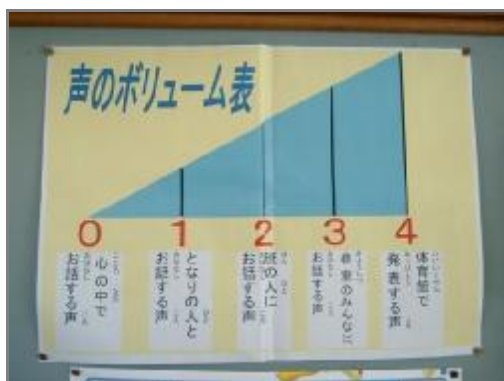 声のボリューム表
0 1 2 3 4
心の中で
お話する声
となりの人と
お話する声
班の人に
お話する声
教室のみんなに
お話する声
体育館で
発表する声